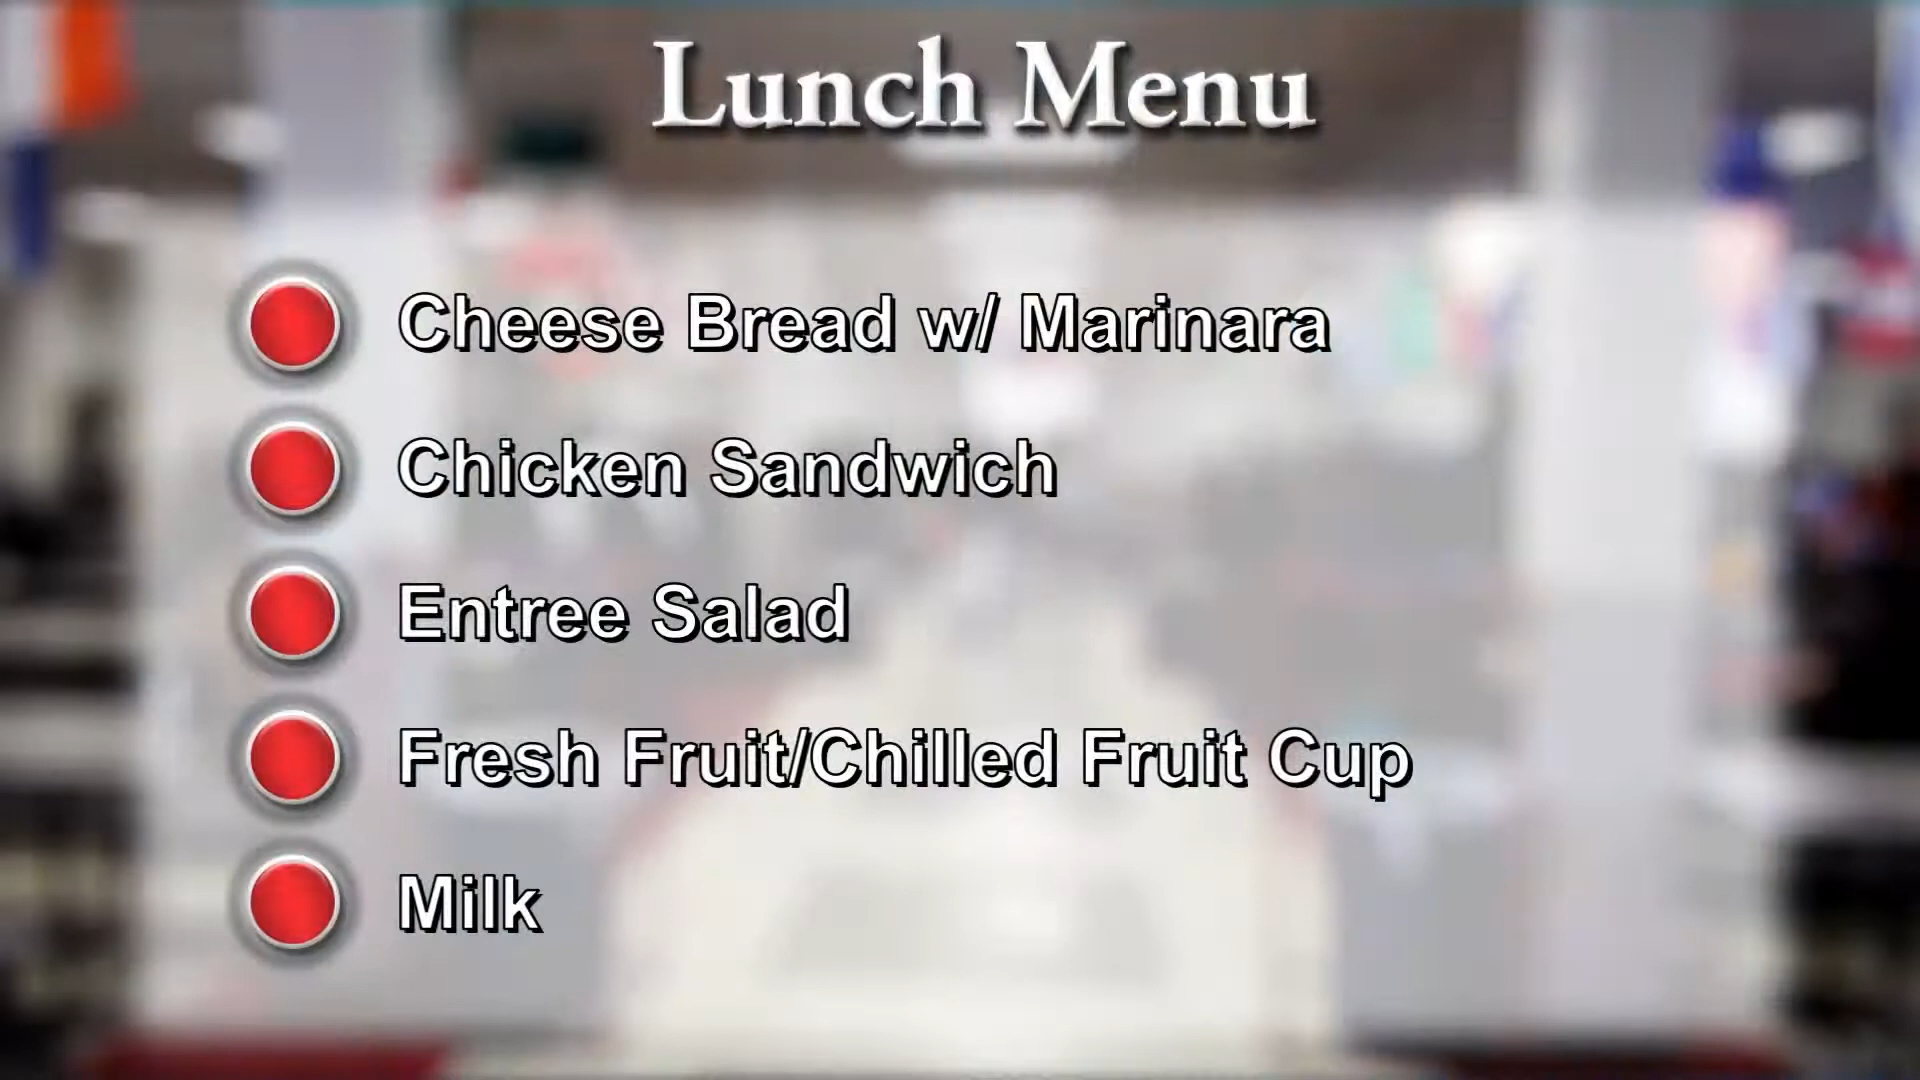 Lunch Menu
Cheese Bread w/ Marinara
Chicken Sandwich
Entree Salad
Fresh Fruit/Chilled Fruit Cup
Milk